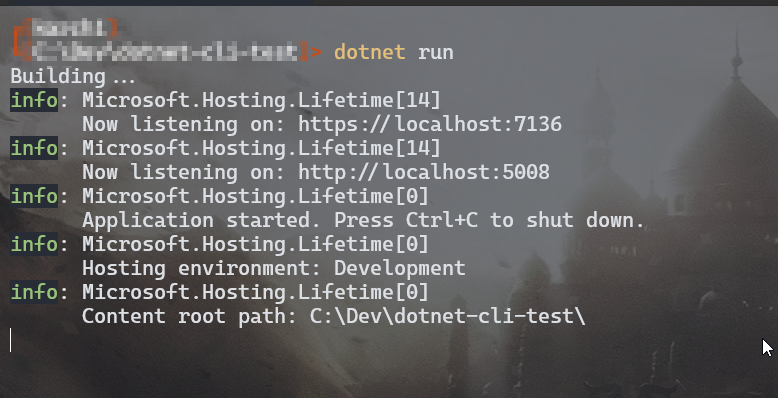 > dotnet run
Building...
info: Microsoft.Hosting.Lifetime[14]
Now listening on: https://localhost:7136
info: Microsoft.Hosting.Lifetime[14]
Now listening on: http://localhost:5008
info: Microsoft.Hosting.Lifetime[0]
Application started. Press Ctrl+C to shut down.
info: Microsoft.Hosting.Lifetime[0]
Hosting environment: Development
info: Microsoft.Hosting.Lifetime[0]
Content root path: C:\Dev\dotnet-cli-test\